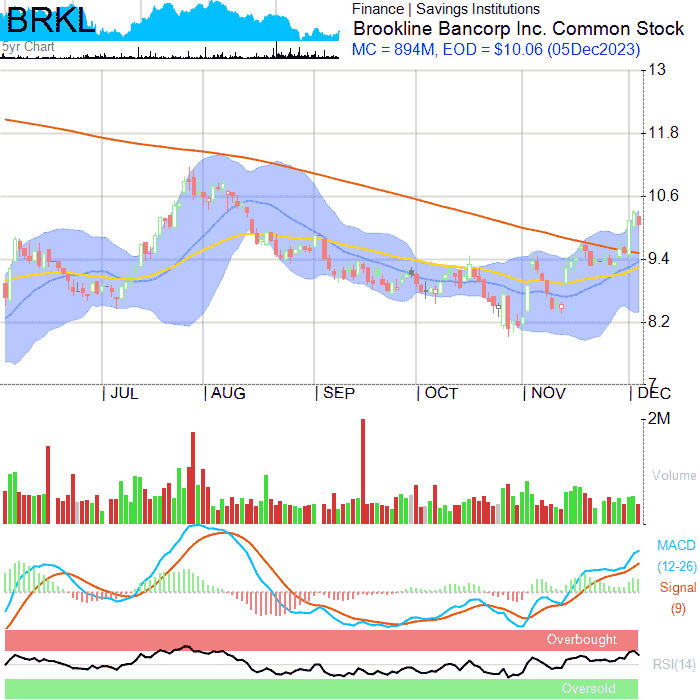 BRKL
5yr Chart
Finance | Savings Institutions
Brookline Bancorp Inc. Common Stock
MC = 894M, EOD = $10.06 (05Dec2023)
13
11.8
10.6
9.4
8.2
7
JUL AUG SEP OCT NOV DEC
2M
Volume
MACD
(12-26)
Signal
(9)
Overbought
RSI(14)
Oversold